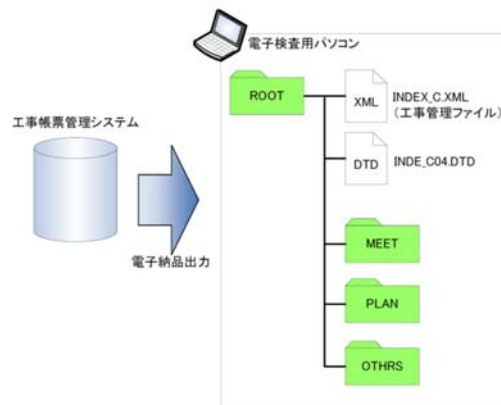 電子検査用パソコン
ROOT
XML
INDEX_C.XML
(工事管理ファイル)
工事帳票管理システム
DTD
INDE_C04.DTD
電子納品出力
MEET
PLAN
OTHRS